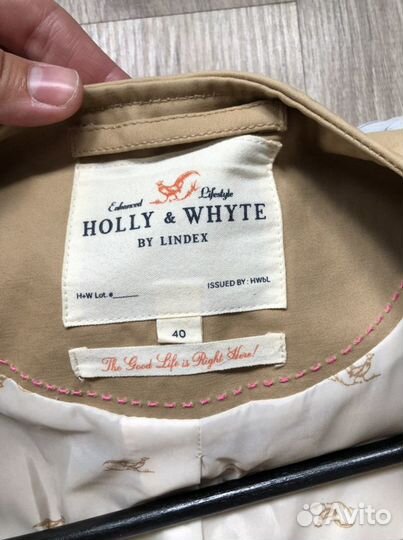 Enhanced Lifestyle
HOLLY & WHYTE
BY LINDEX
H+W Lot. #
ISSUED BY: HWbL
40
The Good Life is Right Here!
Avito